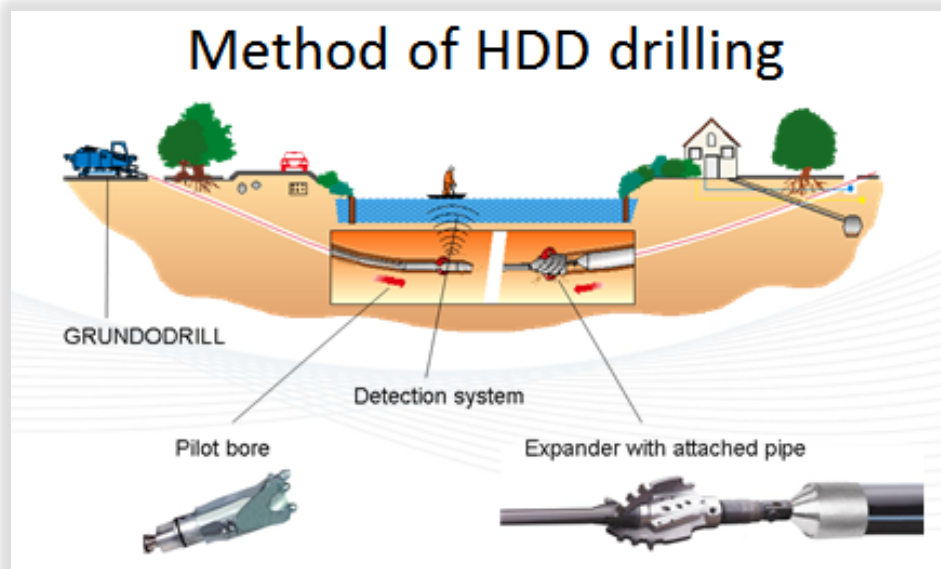 Method of HDD drilling
GRUNDODRILL
Detection system
Pilot bore
Expander with attached pipe